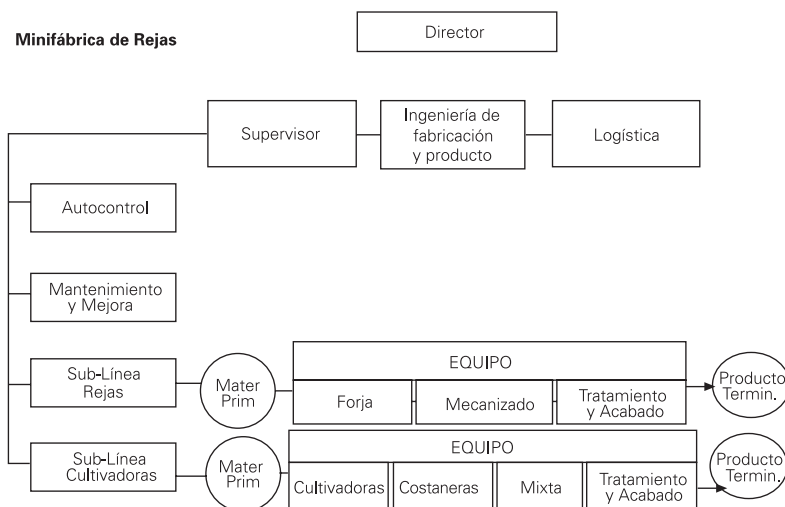 Minifábrica de Rejas
Director
Supervisor
Ingeniería de
fabricación
y producto
Logística
Autocontrol
Mantenimiento
y Mejora
Sub-Línea
Rejas
Mater
Prim
EQUIPO
Forja
Mecanizado
Tratamiento
y Acabado
Producto
Termin.
Sub-Línea
Cultivadoras
Mater
Prim
EQUIPO
Cultivadoras
Costaneras
Mixta
Tratamiento
y Acabado
Producto
Termin.